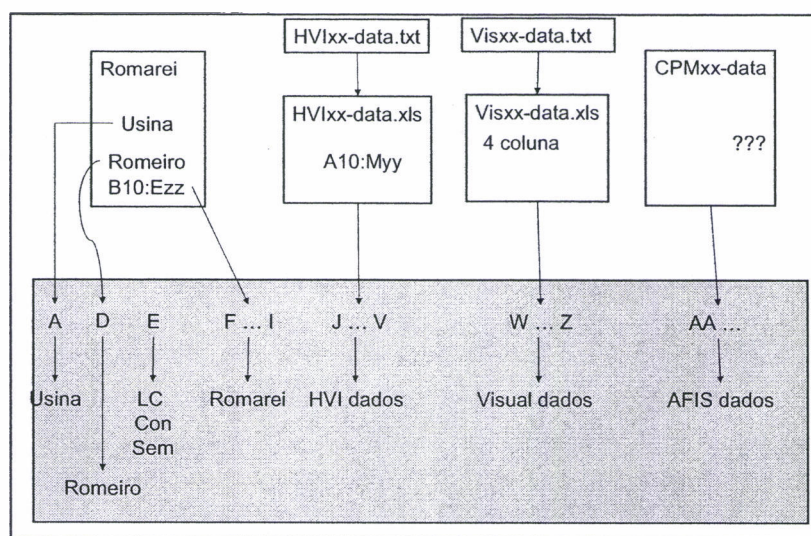 HVIxx-data.txt
Visxx-data.txt
Romarei
Usina
Romeiro
B10:Ezz
HVIxx-data.xls
A10:Myy
Visxx-data.xls
4 coluna
CPMxx-data
???
A D E F ... I J ... V W ... Z AA ...
Usina
LC
Con
Sem
Romarei
HVI dados
Visual dados
AFIS dados
Romeiro